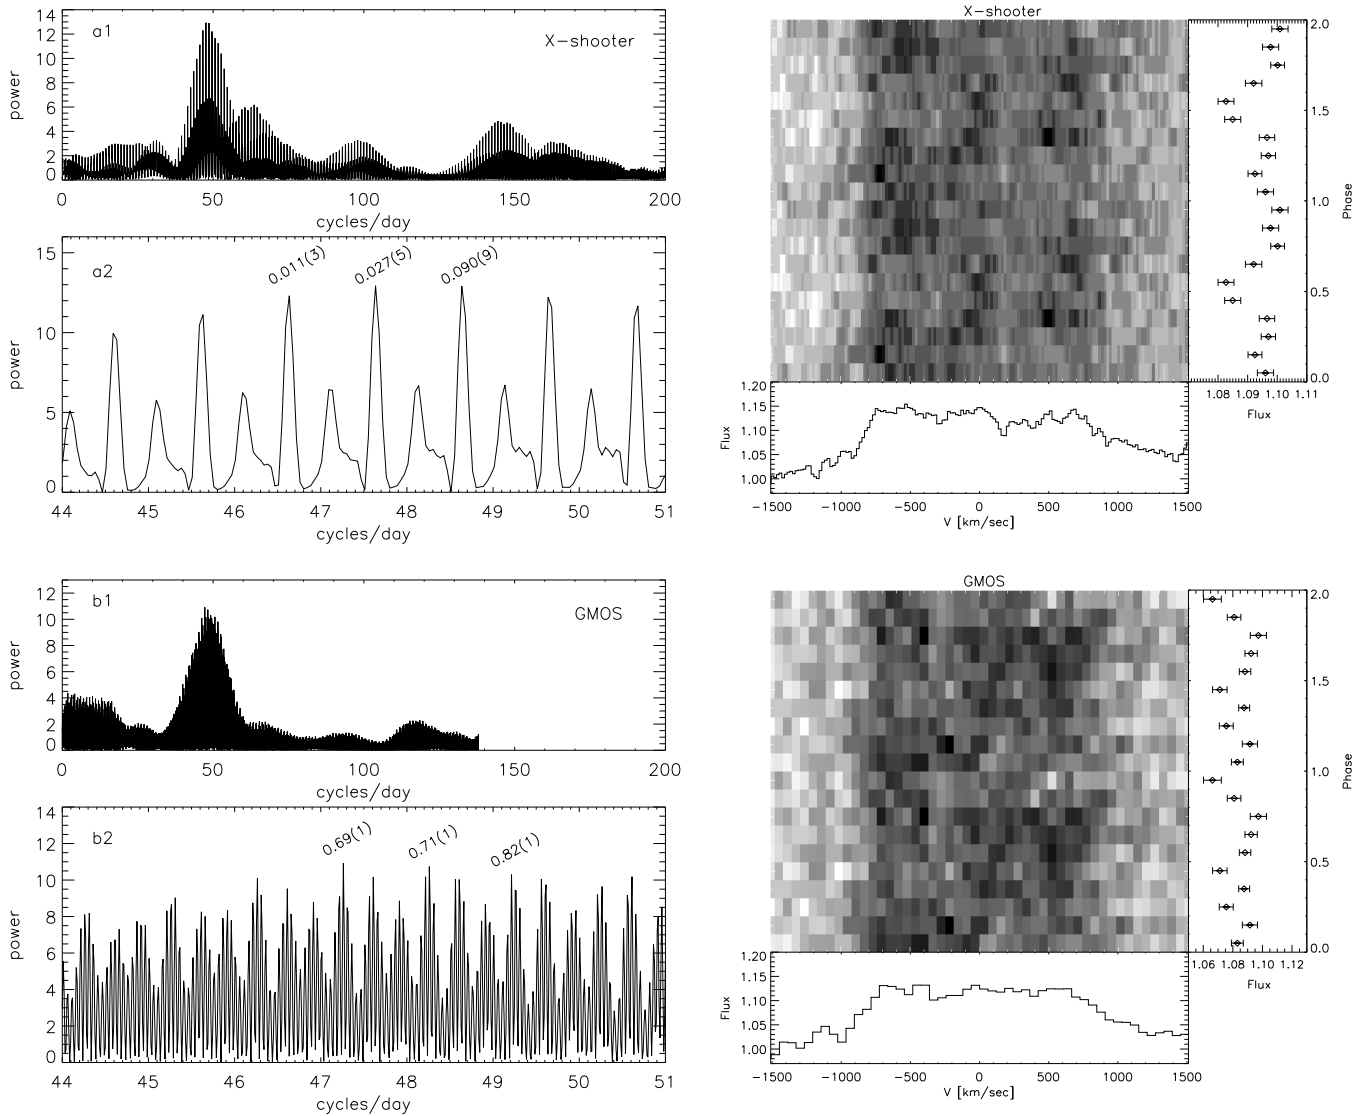 a1
X-shooter
14
12
10
8
6
4
2
0
power
0 50 100 150 200
cycles/day
a2
0.011(3) 0.027(5) 0.090(9)
15
10
5
0
power
44 45 46 47 48 49 50 51
cycles/day
b1
GMOS
12
10
8
6
4
2
0
power
0 50 100 150 200
cycles/day
b2
0.69(1) 0.71(1) 0.82(1)
14
12
10
8
6
4
2
0
power
44 45 46 47 48 49 50 51
cycles/day
X-shooter
2.0
1.5
1.0
0.5
0.0
Phase
1.08 1.09 1.10 1.11
Flux
1.20
1.15
1.10
1.05
1.00
Flux
-1500 -1000 -500 0 500 1000 1500
V [km/sec]
GMOS
2.0
1.5
1.0
0.5
0.0
Phase
1.06 1.08 1.10 1.12
Flux
1.20
1.15
1.10
1.05
1.00
Flux
-1500 -1000 -500 0 500 1000 1500
V [km/sec]